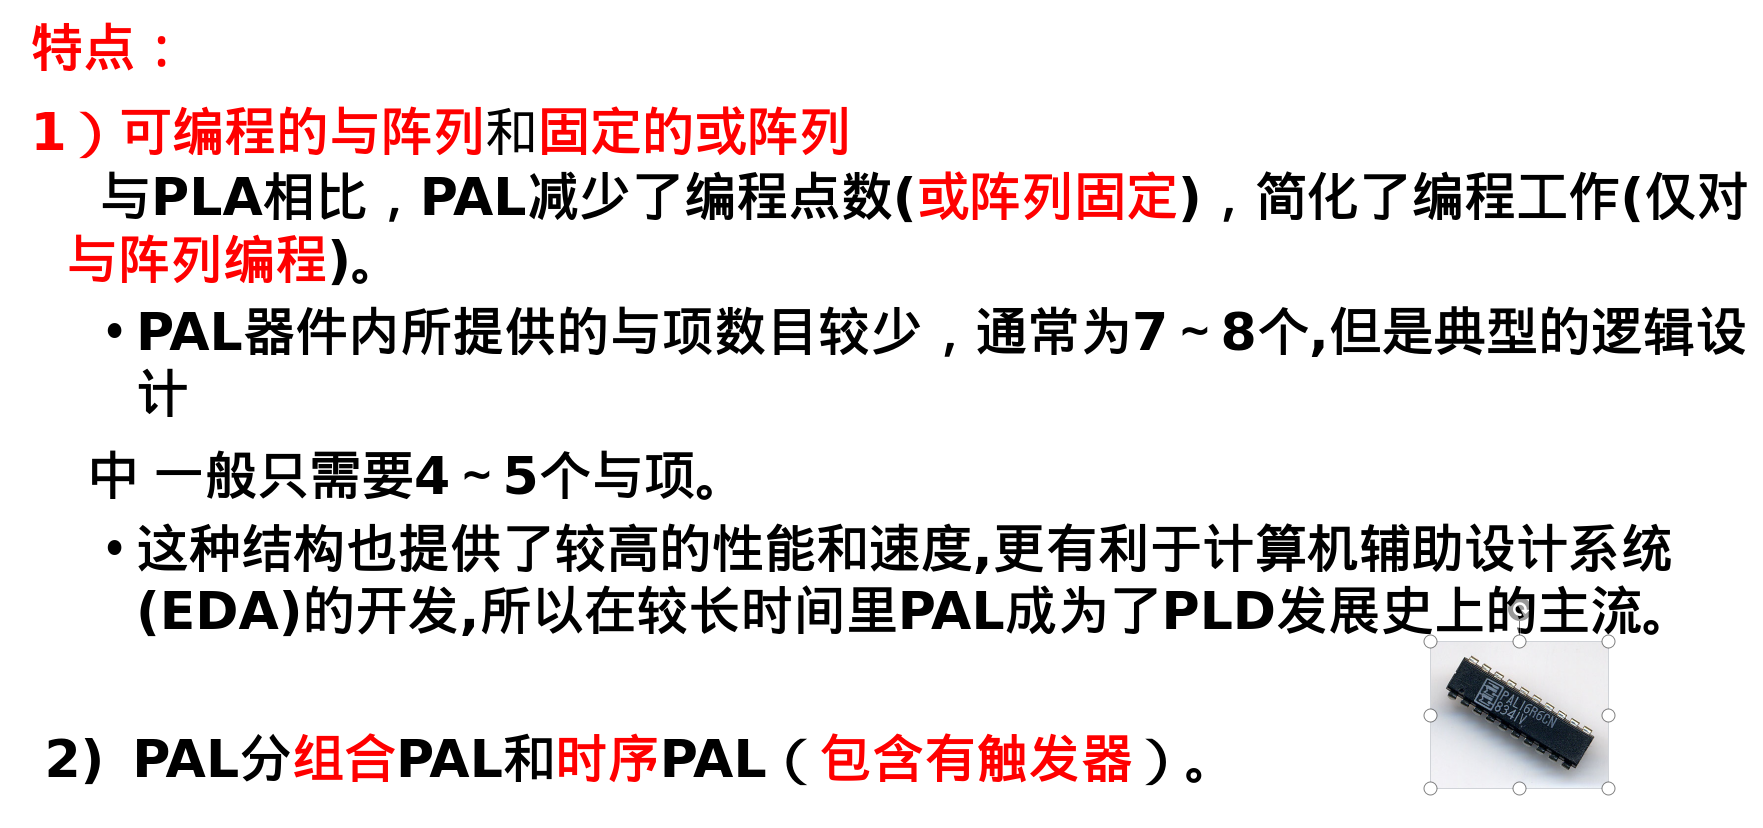 特点：
1）可编程的与阵列和固定的或阵列
与PLA相比，PAL减少了编程点数(或阵列固定)，简化了编程工作(仅对
与阵列编程)。
•PAL器件内所提供的与项数目较少，通常为7～8个,但是典型的逻辑设
计
中 一般只需要4～5个与项。
•这种结构也提供了较高的性能和速度,更有利于计算机辅助设计系统
(EDA)的开发,所以在较长时间里PAL成为了PLD发展史上的主流。
PAL16R6CN
8341V
2) PAL分组合PAL和时序PAL（包含有触发器）。